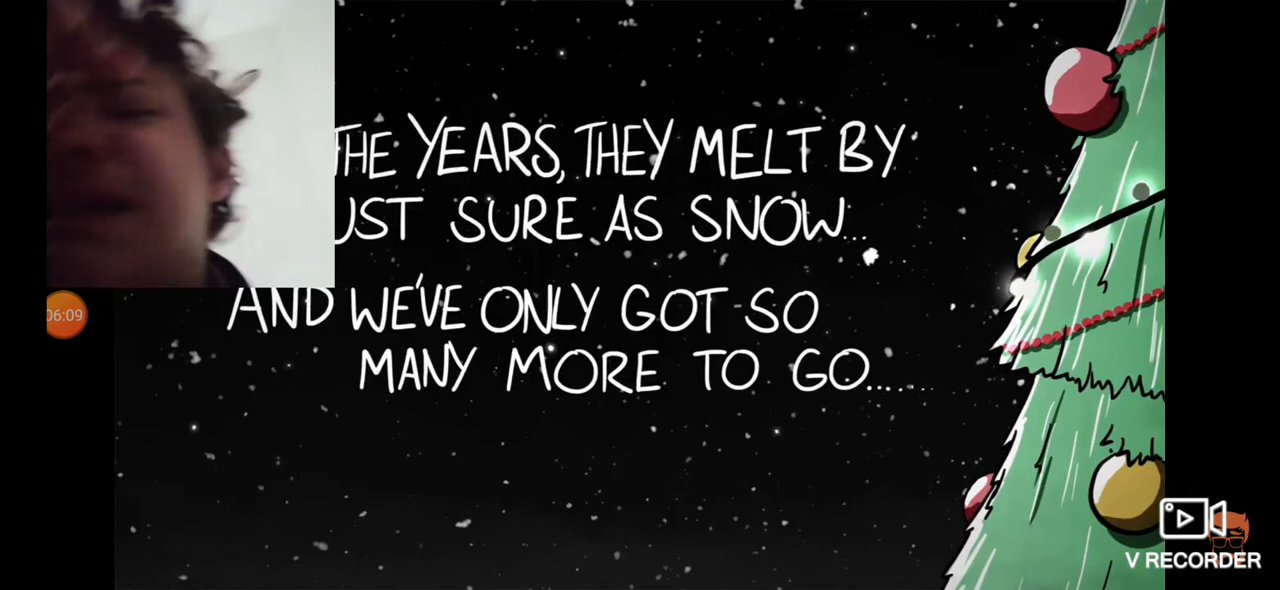 THE YEARS, THEY MELT BY
UST SURE AS SNOW...
AND WE'VE ONLY GOT SO
MANY MORE TO GO......
06:09
V RECORDER